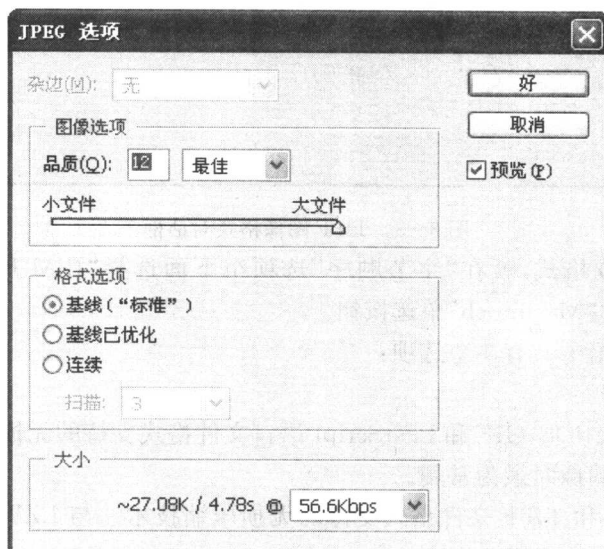 JPEG 选项
杂边(M): 无
好
图像选项
取消
品质(Q): 12 最佳
预览(P)
小文件 大文件
格式选项
基线(“标准”)
基线已优化
连续
扫描: 3
大小
~27.08K / 4.78s @ 56.6Kbps